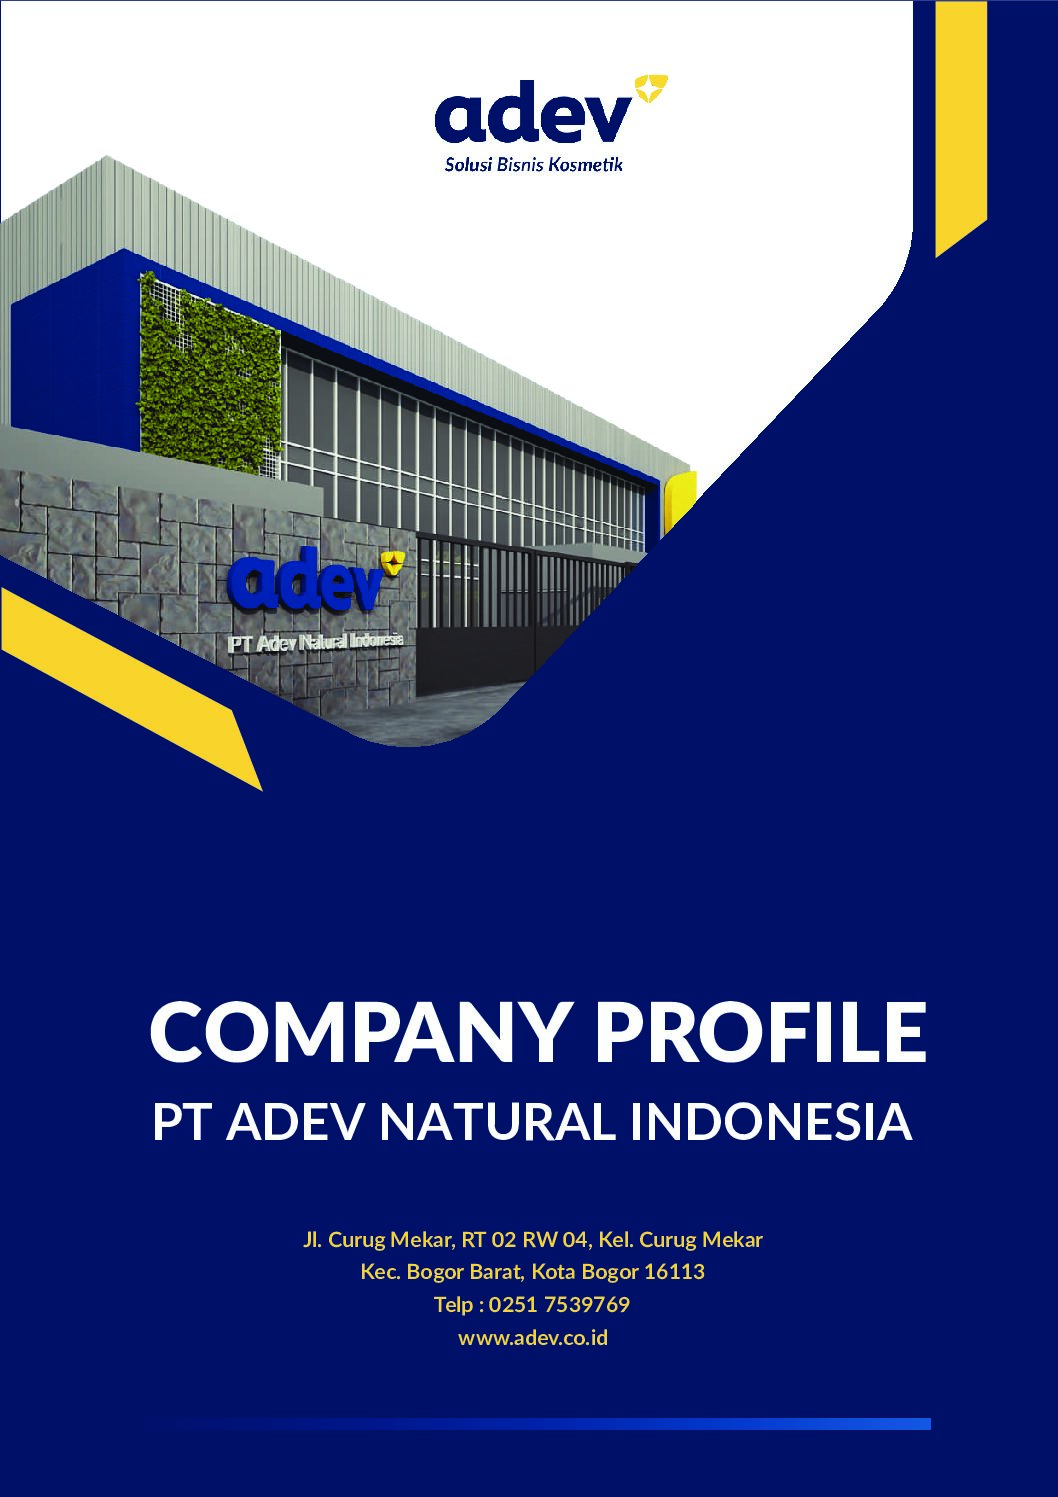 adev
Solusi Bisnis Kosmetik
adev
PT Adev Natural Indonesia
COMPANY PROFILE
PT ADEV NATURAL INDONESIA
Jl. Curug Mekar, RT 02 RW 04, Kel. Curug Mekar
Kec. Bogor Barat, Kota Bogor 16113
Telp : 0251 7539769
www.adev.co.id